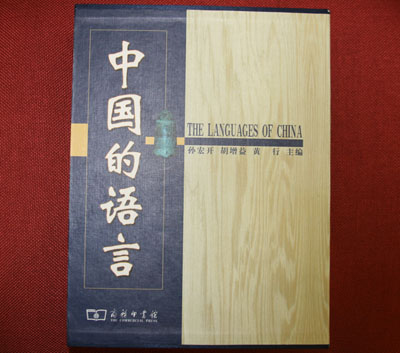 中国的语言
THE LANGUAGES OF CHINA
孙宏开 胡增益 黄 行 主编
商务印书馆
THE COMMERCIAL PRESS